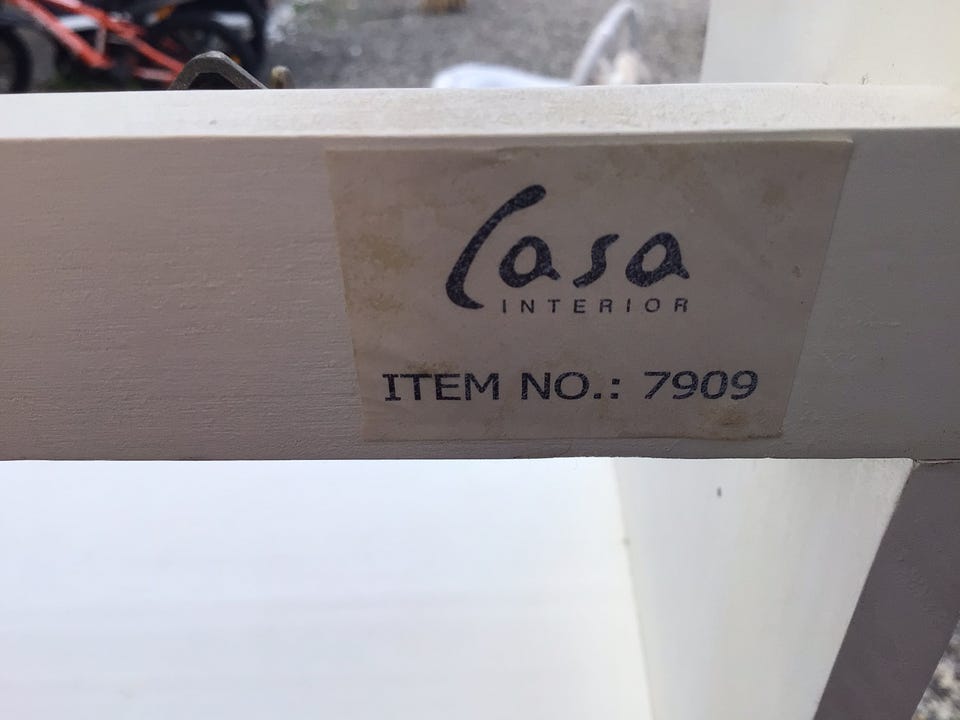 Casa
INTERIOR
ITEM NO.: 7909